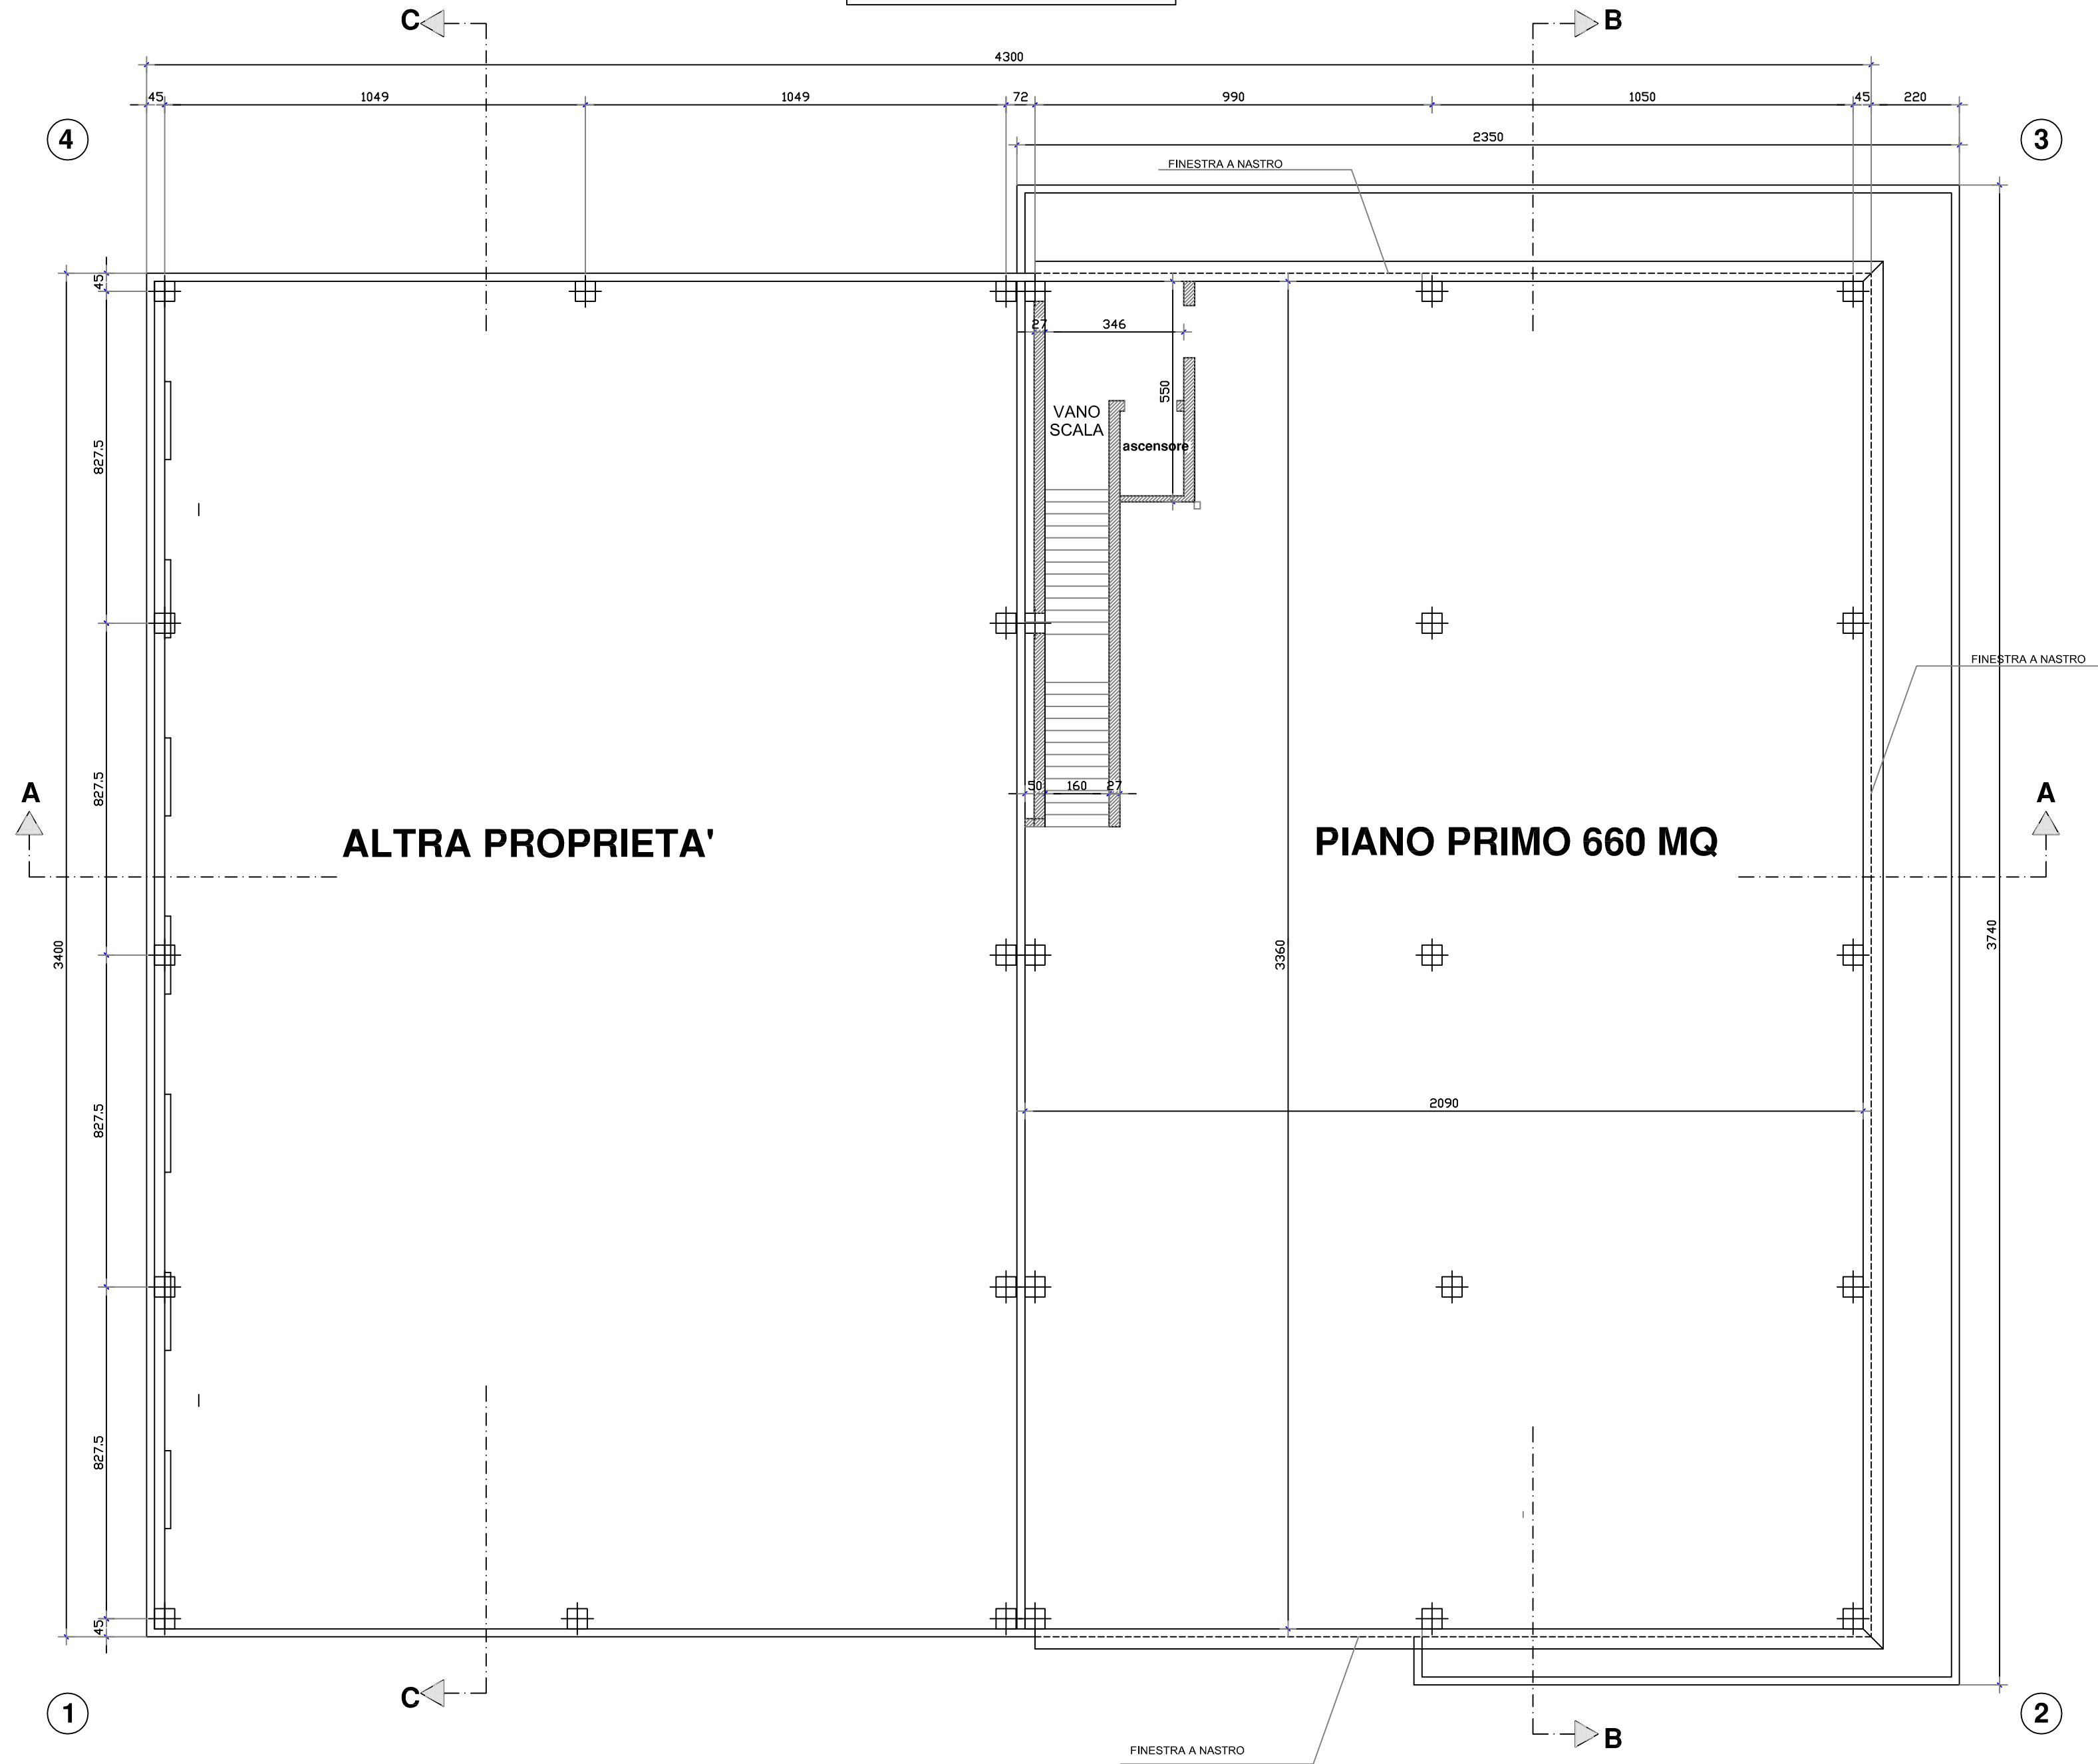 C
B
4300
45
1049
1049
72
990
1050
45
220
4
3
2350
FINESTRA A NASTRO
45
27
346
550
VANO
SCALA
ascensore
827.5
FINESTRA A NASTRO
827.5
50
160
27
A
A
ALTRA PROPRIETA'
PIANO PRIMO 660 MQ
3400
3360
3740
2090
827.5
827.5
45
C
1
2
B
FINESTRA A NASTRO